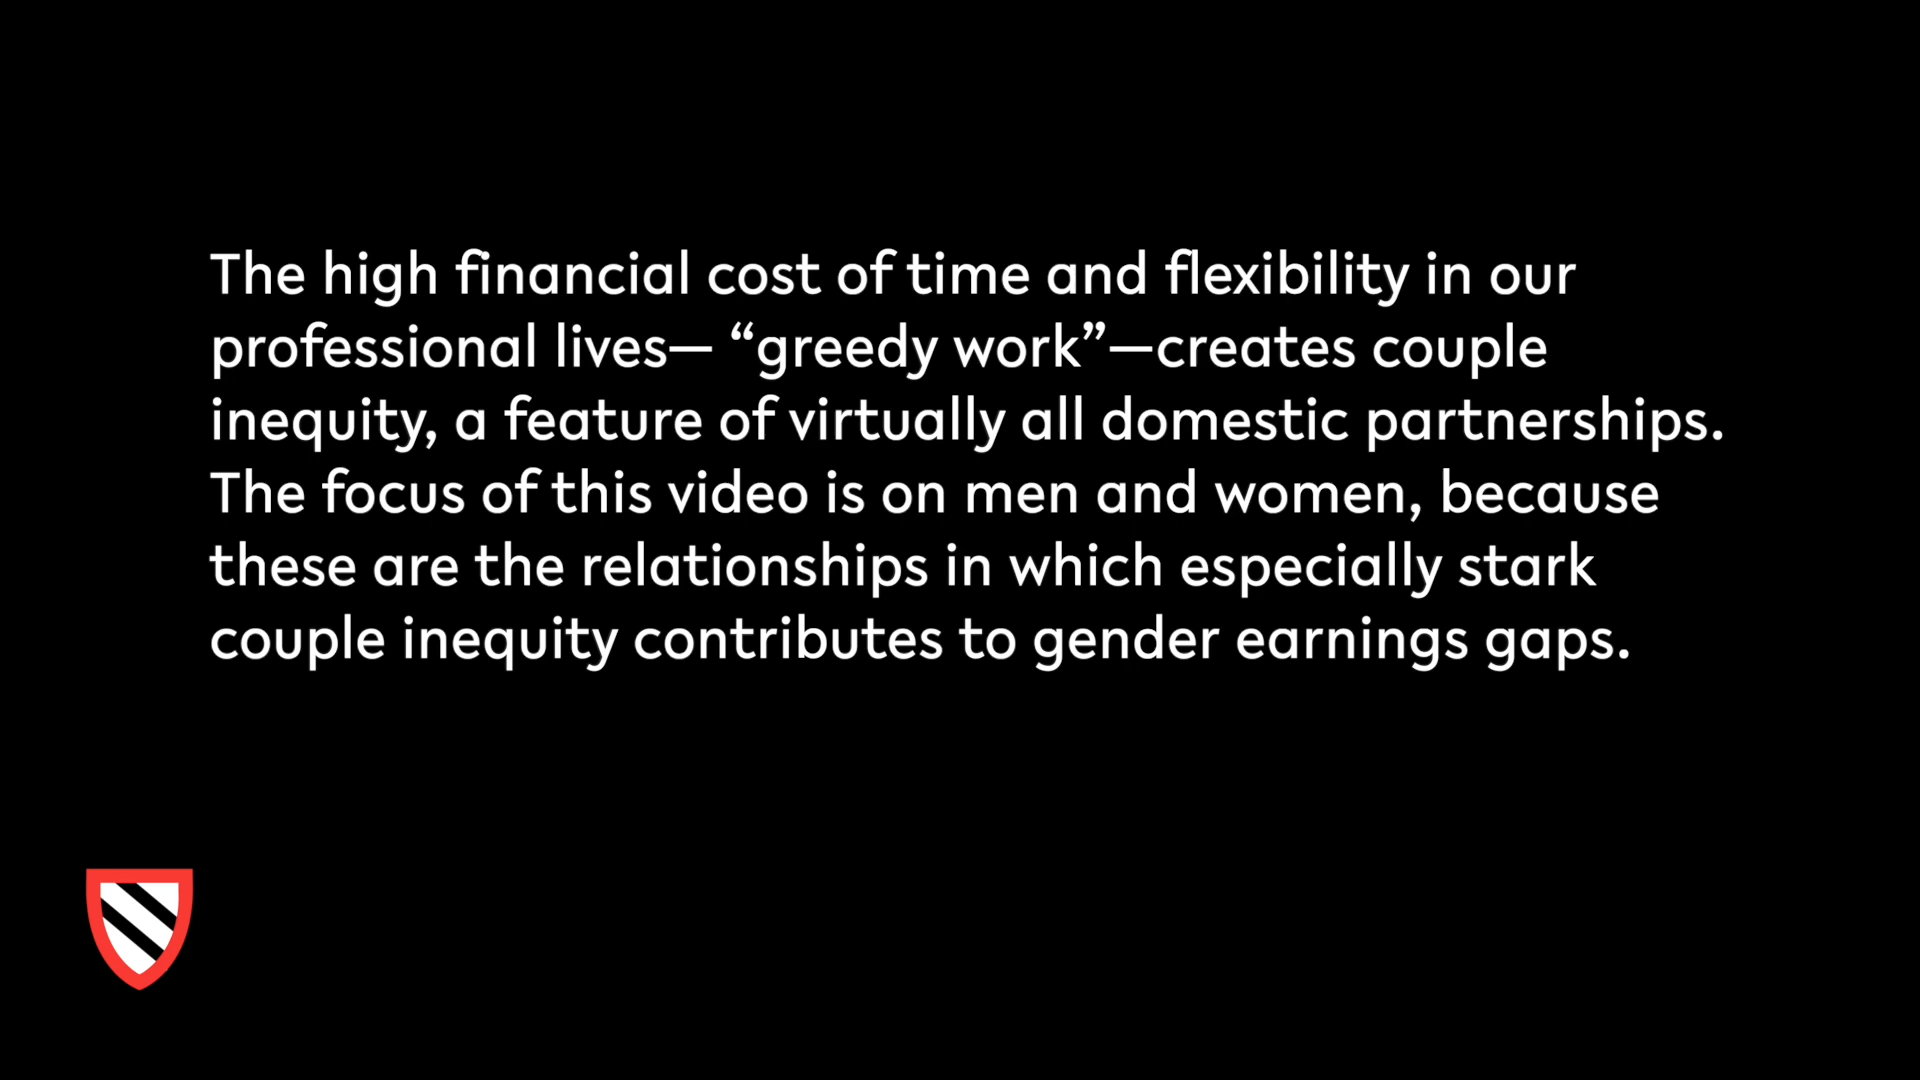 The high financial cost of time and flexibility in our
professional lives— “greedy work”—creates couple
inequity, a feature of virtually all domestic partnerships.
The focus of this video is on men and women, because
these are the relationships in which especially stark
couple inequity contributes to gender earnings gaps.